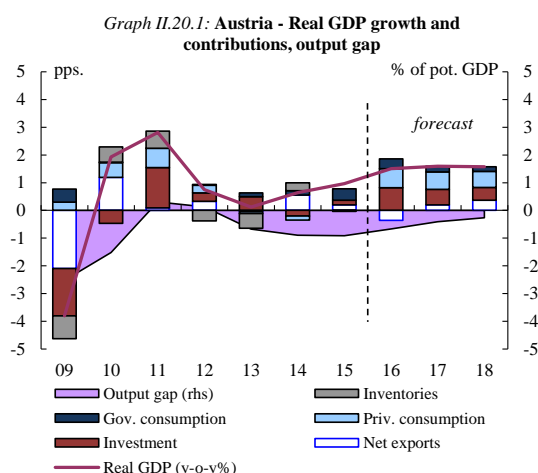 Graph II.20.1: Austria - Real GDP growth and
contributions, output gap
pps.
% of pot. GDP
forecast
5 5
4 4
3 3
2 2
1 1
0 0
-1 -1
-2 -2
-3 -3
-4 -4
-5 -5
09 10 11 12 13 14 15 16 17 18
Output gap (rhs) Inventories
Gov. consumption Priv. consumption
Investment Net exports
Real GDP (y-o-y%)